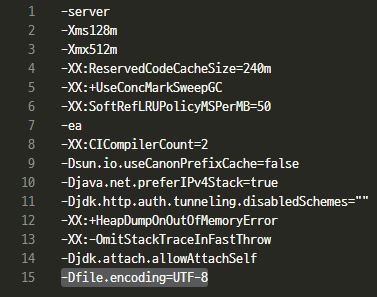 1 -server
2 -Xms128m
3 -Xmx512m
4 -XX:ReservedCodeCacheSize=240m
5 -XX:+UseConcMarkSweepGC
6 -XX:SoftRefLRUPolicyMSPerMB=50
7 -ea
8 -XX:CICompilerCount=2
9 -Dsun.io.useCanonPrefixCache=false
10 -Djava.net.preferIPv4Stack=true
11 -Djdk.http.auth.tunneling.disabledSchemes=""
12 -XX:+HeapDumpOnOutOfMemoryError
13 -XX:-OmitStackTraceInFastThrow
14 -Djdk.attach.allowAttachSelf
15 -Dfile.encoding=UTF-8